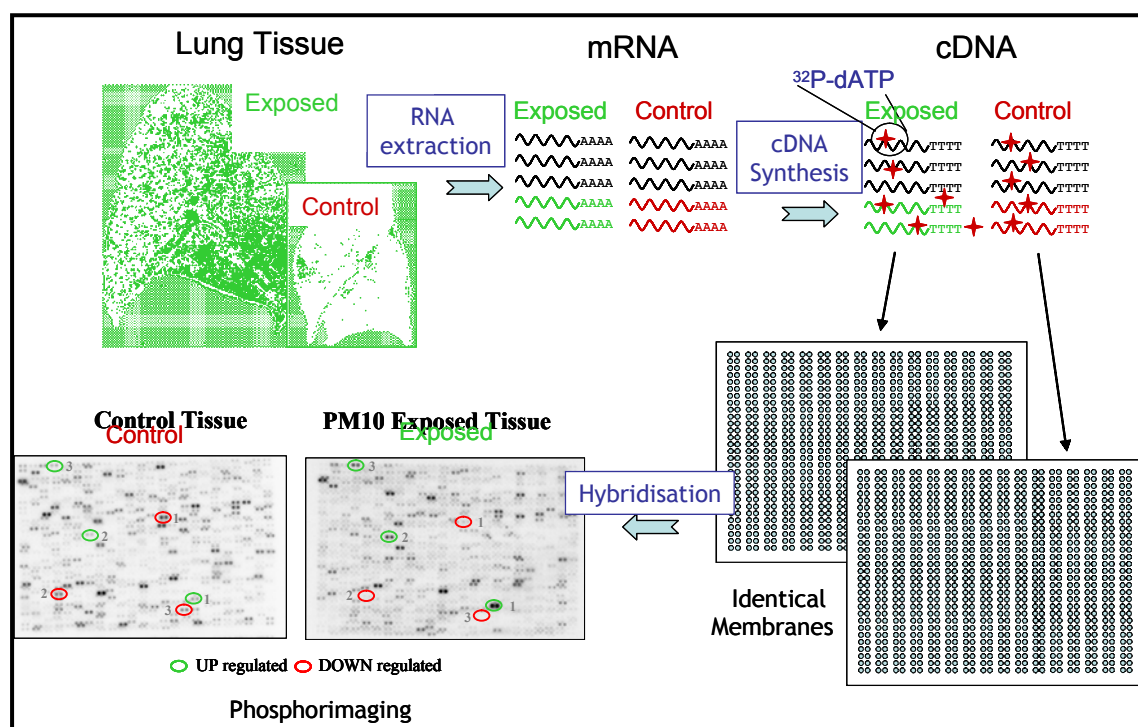 Lung Tissue
mRNA
cDNA
³²P-dATP
Exposed
RNA
extraction
Exposed
Control
Exposed
Control
cDNA
Synthesis
AAAA
AAAA
TTTT
TTTT
AAAA
AAAA
TTTT
TTTT
AAAA
AAAA
TTTT
TTTT
AAAA
AAAA
TTTT
TTTT
AAAA
AAAA
TTTT
TTTT
Control
Control Tissue
Control
PM10 Exposed Tissue
Exposed
3
1
2
2
1
3
3
1
2
2
1
3
Hybridisation
Identical
Membranes
UP regulated
DOWN regulated
Phosphorimaging